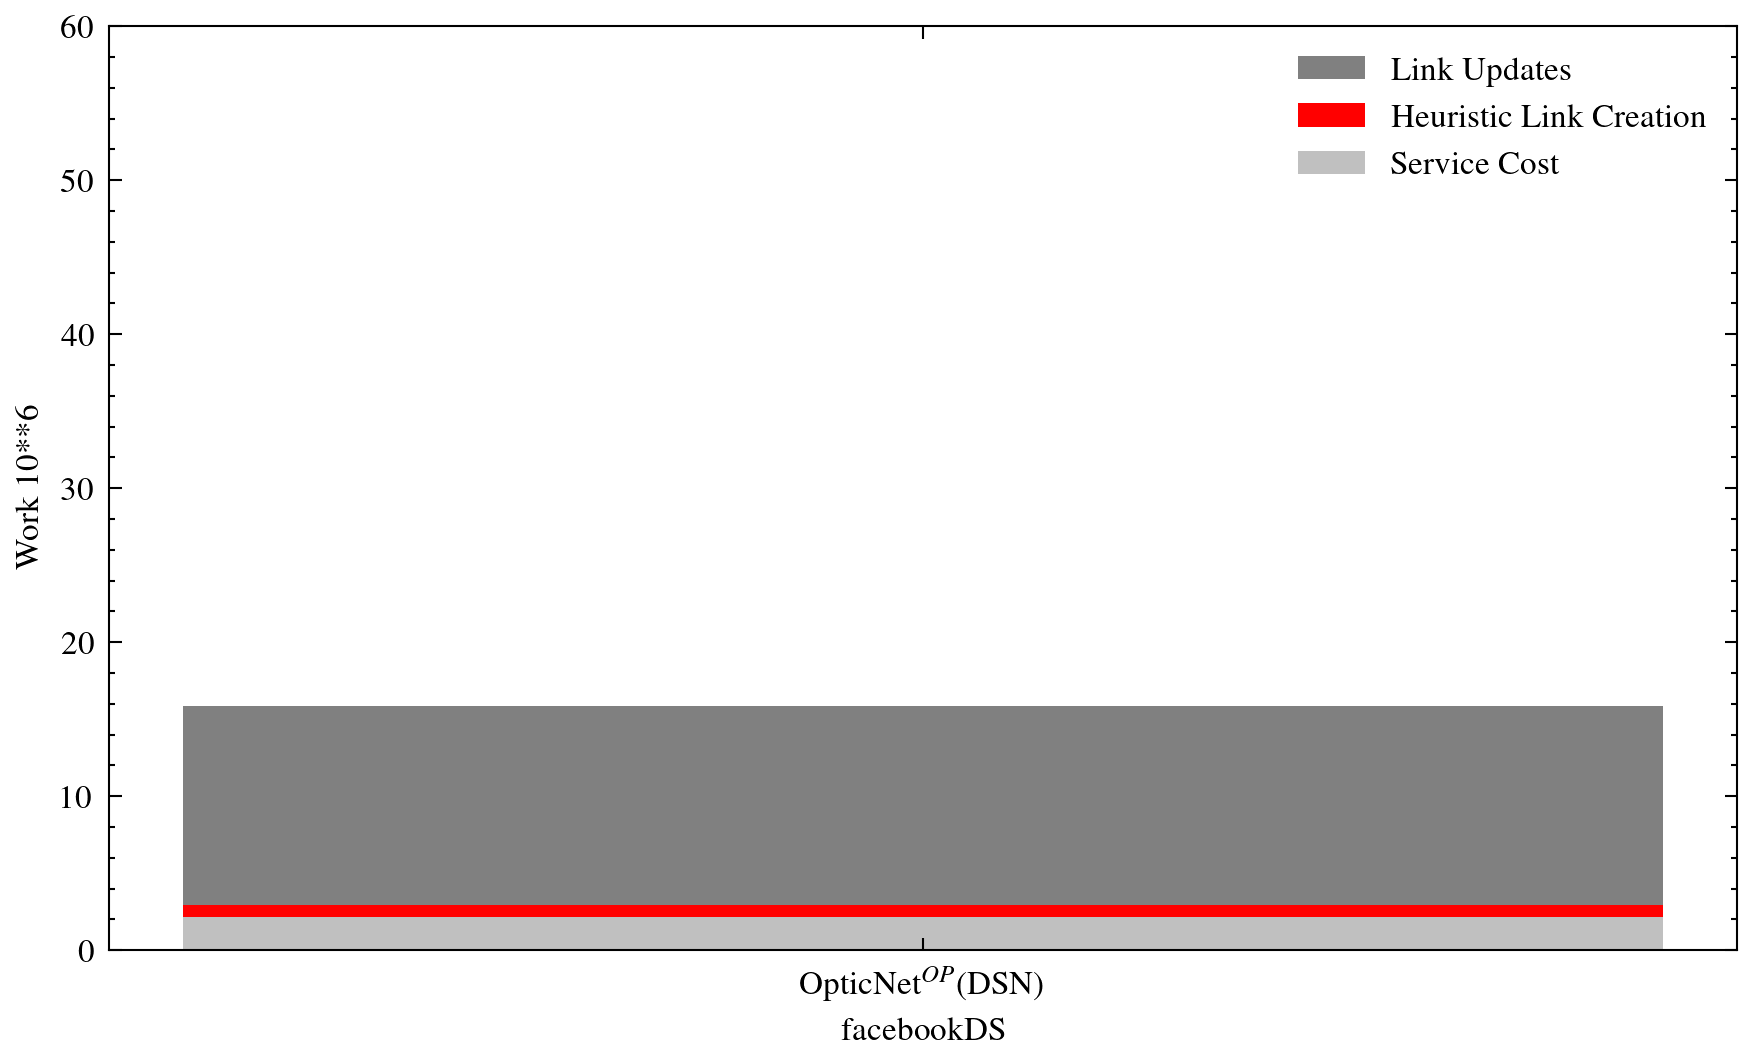 60
50
40
30
20
10
0
Work 10**6
Link Updates
Heuristic Link Creation
Service Cost
OpticNet^{OP}(DSN)
facebookDS